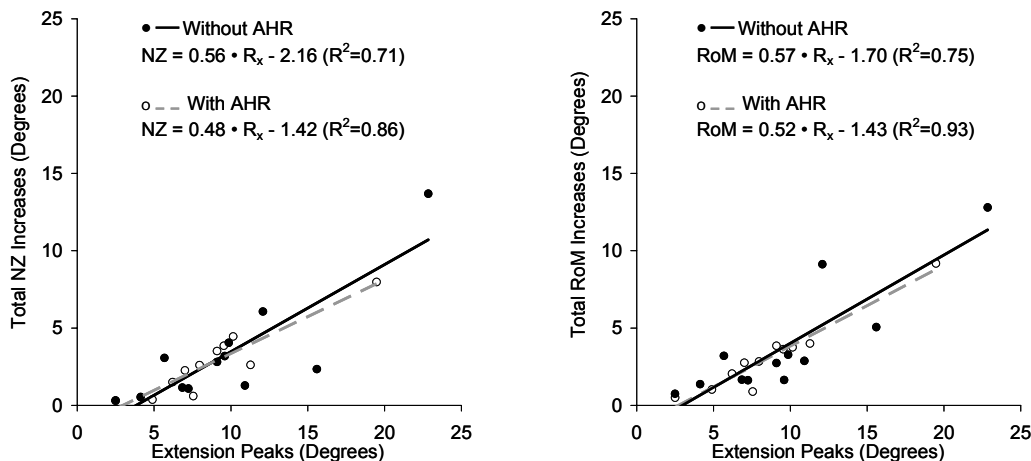 25
20
15
10
5
0
Total NZ Increases (Degrees)
Without AHR
NZ = 0.56 • Rx - 2.16 (R²=0.71)
With AHR
NZ = 0.48 • Rx - 1.42 (R²=0.86)
0 5 10 15 20 25
Extension Peaks (Degrees)
25
20
15
10
5
0
Total RoM Increases (Degrees)
Without AHR
RoM = 0.57 • Rx - 1.70 (R²=0.75)
With AHR
RoM = 0.52 • Rx - 1.43 (R²=0.93)
0 5 10 15 20 25
Extension Peaks (Degrees)